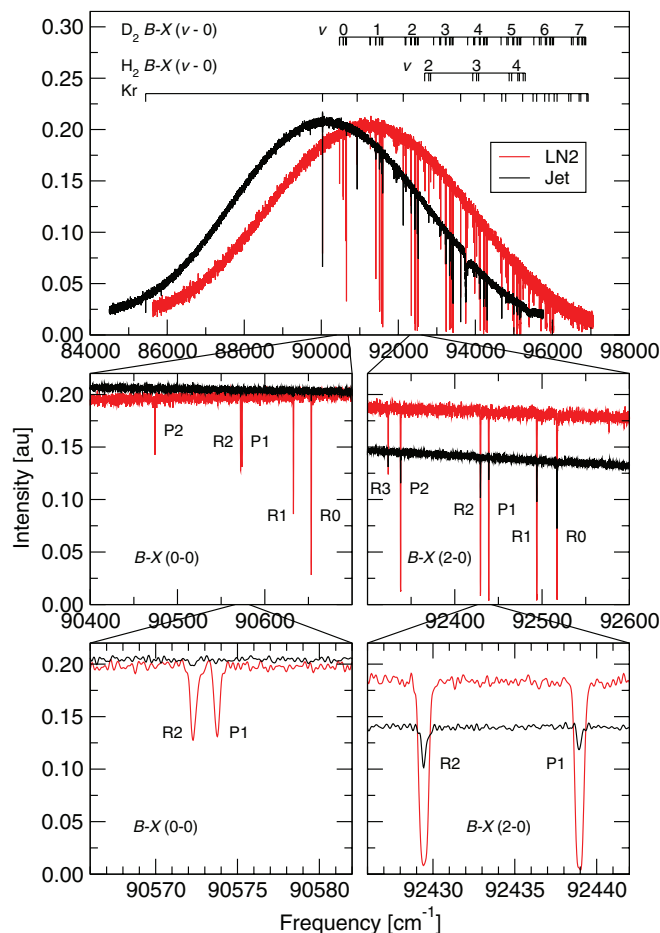 D2 B-X (v - 0) v 0 1 2 3 4 5 6 7
H2 B-X (v - 0) v 2 3 4
Kr
0.30
0.25
0.20
0.15
0.10
0.05
0.00
LN2
Jet
84000 86000 88000 90000 92000 94000 96000 98000
Intensity [au]
0.20
0.15
0.10
0.05
0.00
P2 R2 P1 R1 R0
B-X (0-0)
90400 90500 90600
R3 P2 R2 P1 R1 R0
B-X (2-0)
92400 92500 92600
0.20
0.15
0.10
0.05
0.00
R2 P1
B-X (0-0)
90570 90575 90580
R2 P1
B-X (2-0)
92430 92435 92440
Frequency [cm-1]